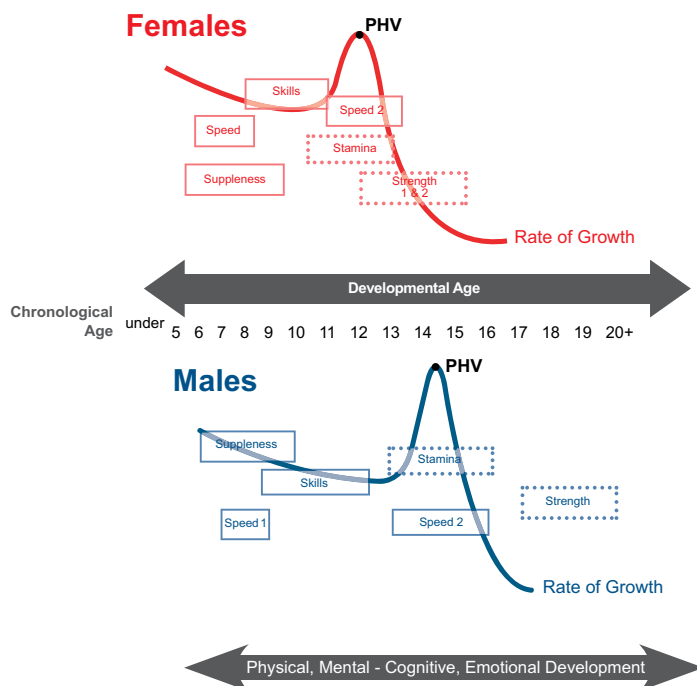 Females
PHV
Skills
Speed
Speed 2
Stamina
Suppleness
Strength
1 & 2
Rate of Growth
Developmental Age
Chronological
Age
under 5 6 7 8 9 10 11 12 13 14 15 16 17 18 19 20+
Males
PHV
Suppleness
Stamina
Skills
Strength
Speed 1
Speed 2
Rate of Growth
Physical, Mental - Cognitive, Emotional Development